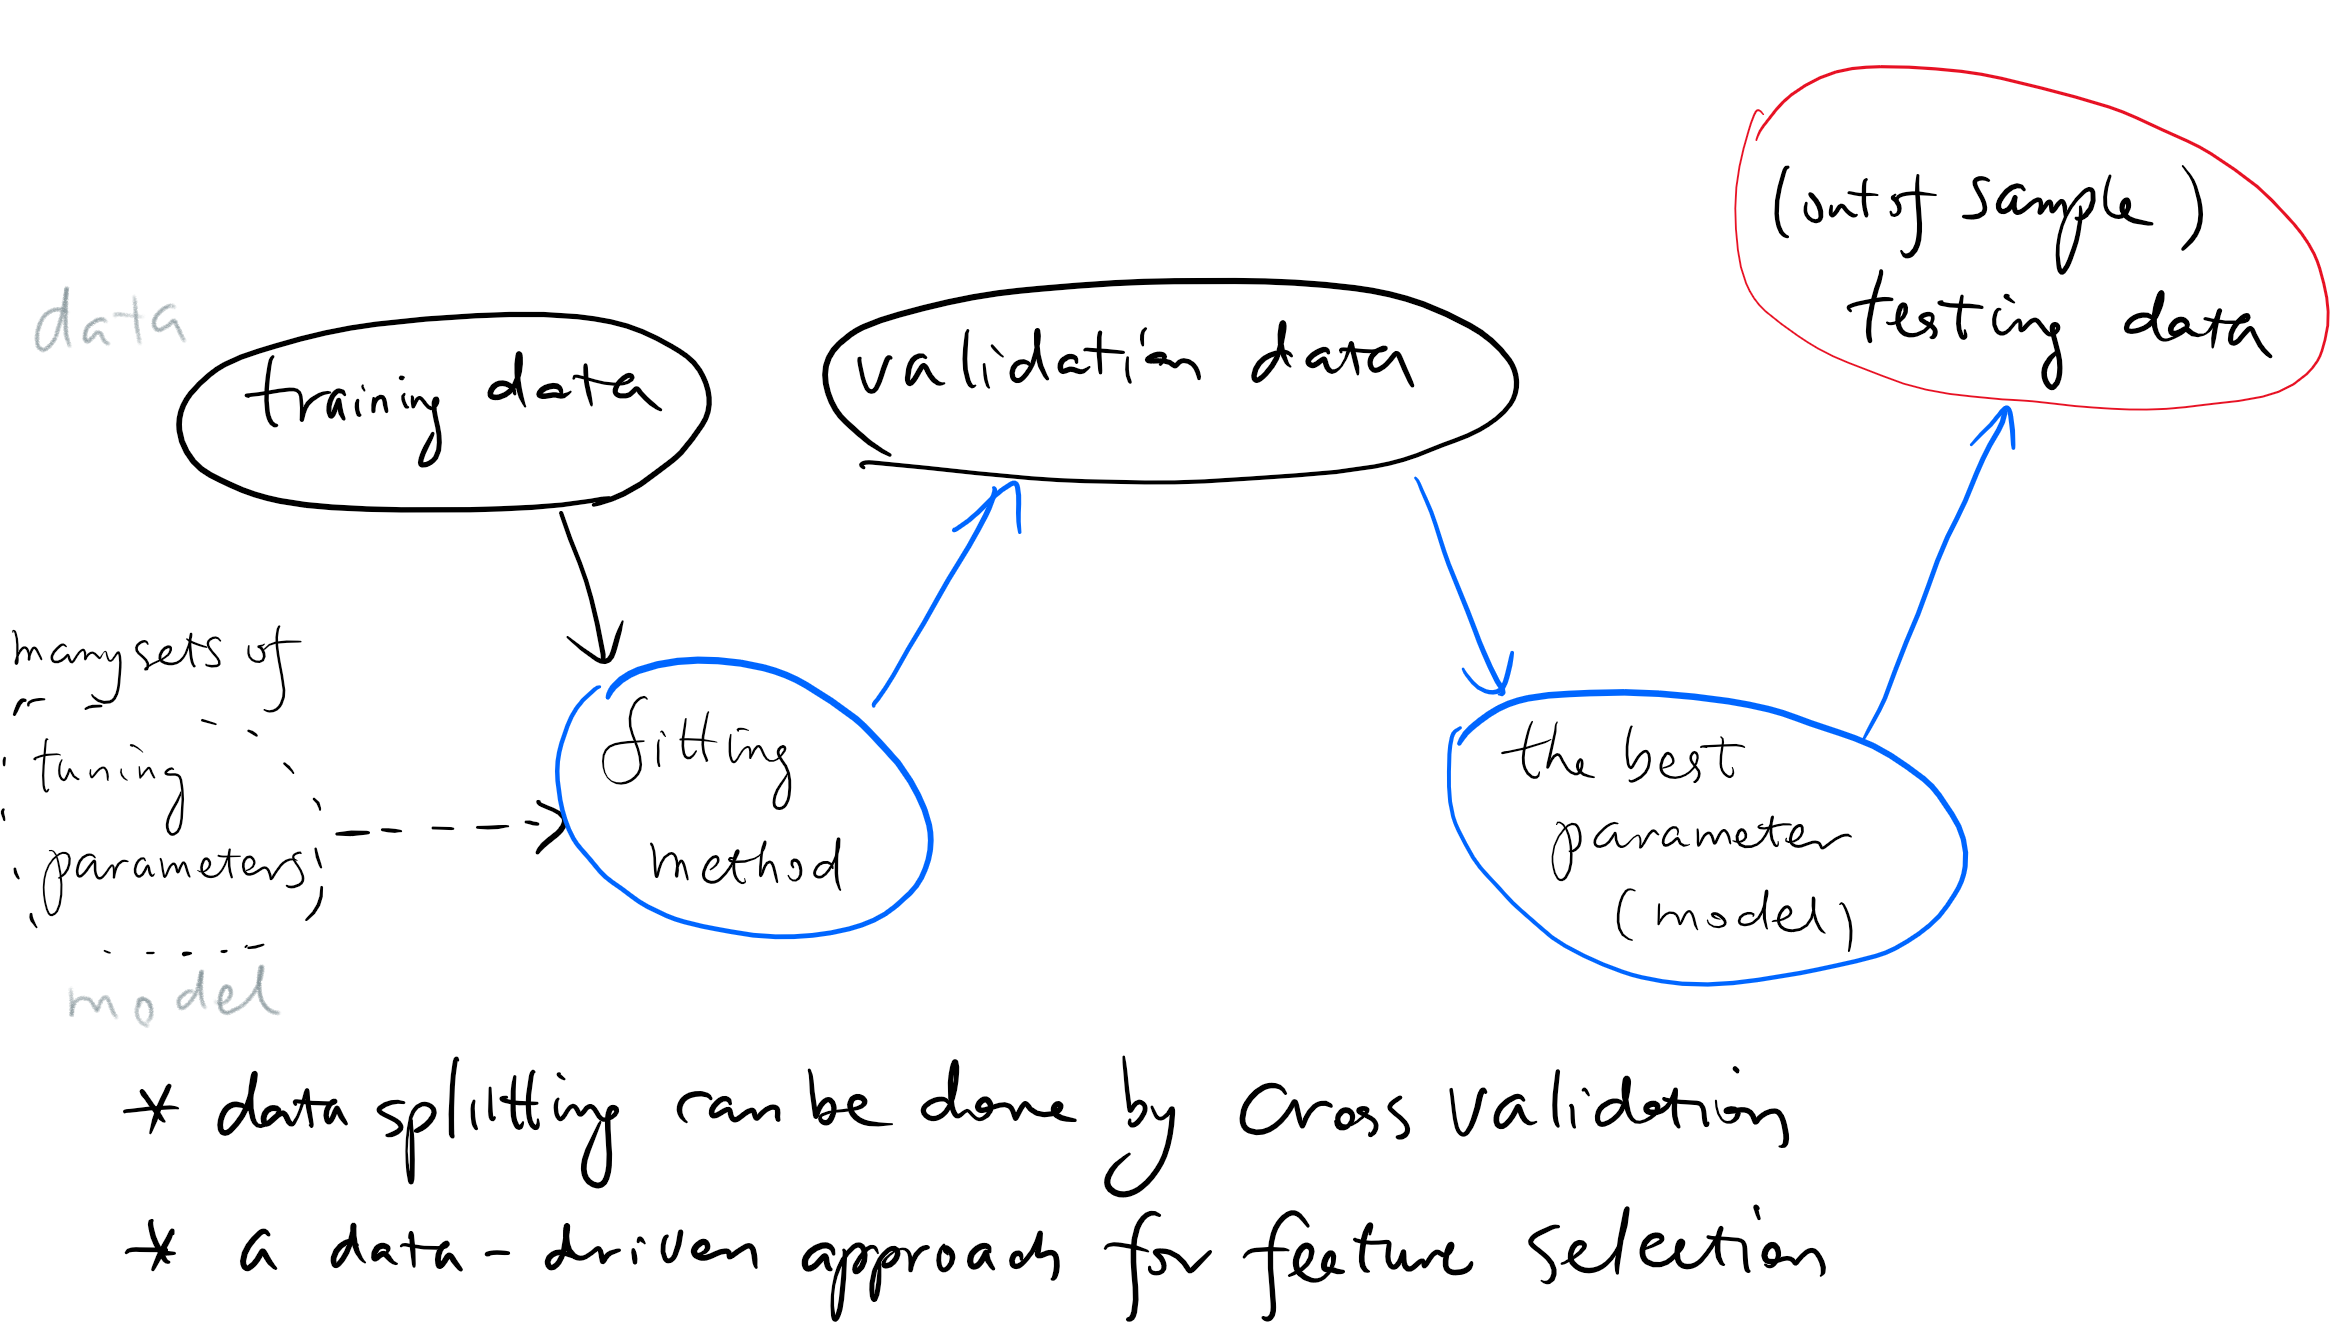 (out of sample)
testing data
data
training data
validation data
many sets of
tuning
parameters
fitting
method
the best
parameter
(model)
model
* data splitting can be done by cross validation
* a data-driven approach for feature selection